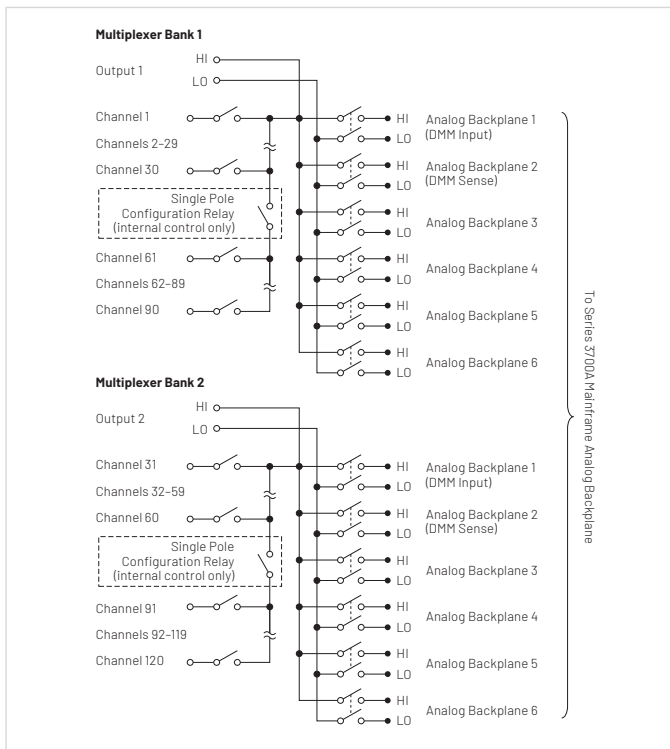 Multiplexer Bank 1
Output 1
HI
LO
Channel 1
Channels 2–29
Channel 30
Single Pole
Configuration Relay
(internal control only)
Channel 61
Channels 62–89
Channel 90
HI
LO
Analog Backplane 1
(DMM Input)
HI
LO
Analog Backplane 2
(DMM Sense)
HI
LO
Analog Backplane 3
HI
LO
Analog Backplane 4
HI
LO
Analog Backplane 5
HI
LO
Analog Backplane 6
Multiplexer Bank 2
Output 2
HI
LO
Channel 31
Channels 32–59
Channel 60
Single Pole
Configuration Relay
(internal control only)
Channel 91
Channels 92–119
Channel 120
HI
LO
Analog Backplane 1
(DMM Input)
HI
LO
Analog Backplane 2
(DMM Sense)
HI
LO
Analog Backplane 3
HI
LO
Analog Backplane 4
HI
LO
Analog Backplane 5
HI
LO
Analog Backplane 6
To Series 3700A Mainframe Analog Backplane